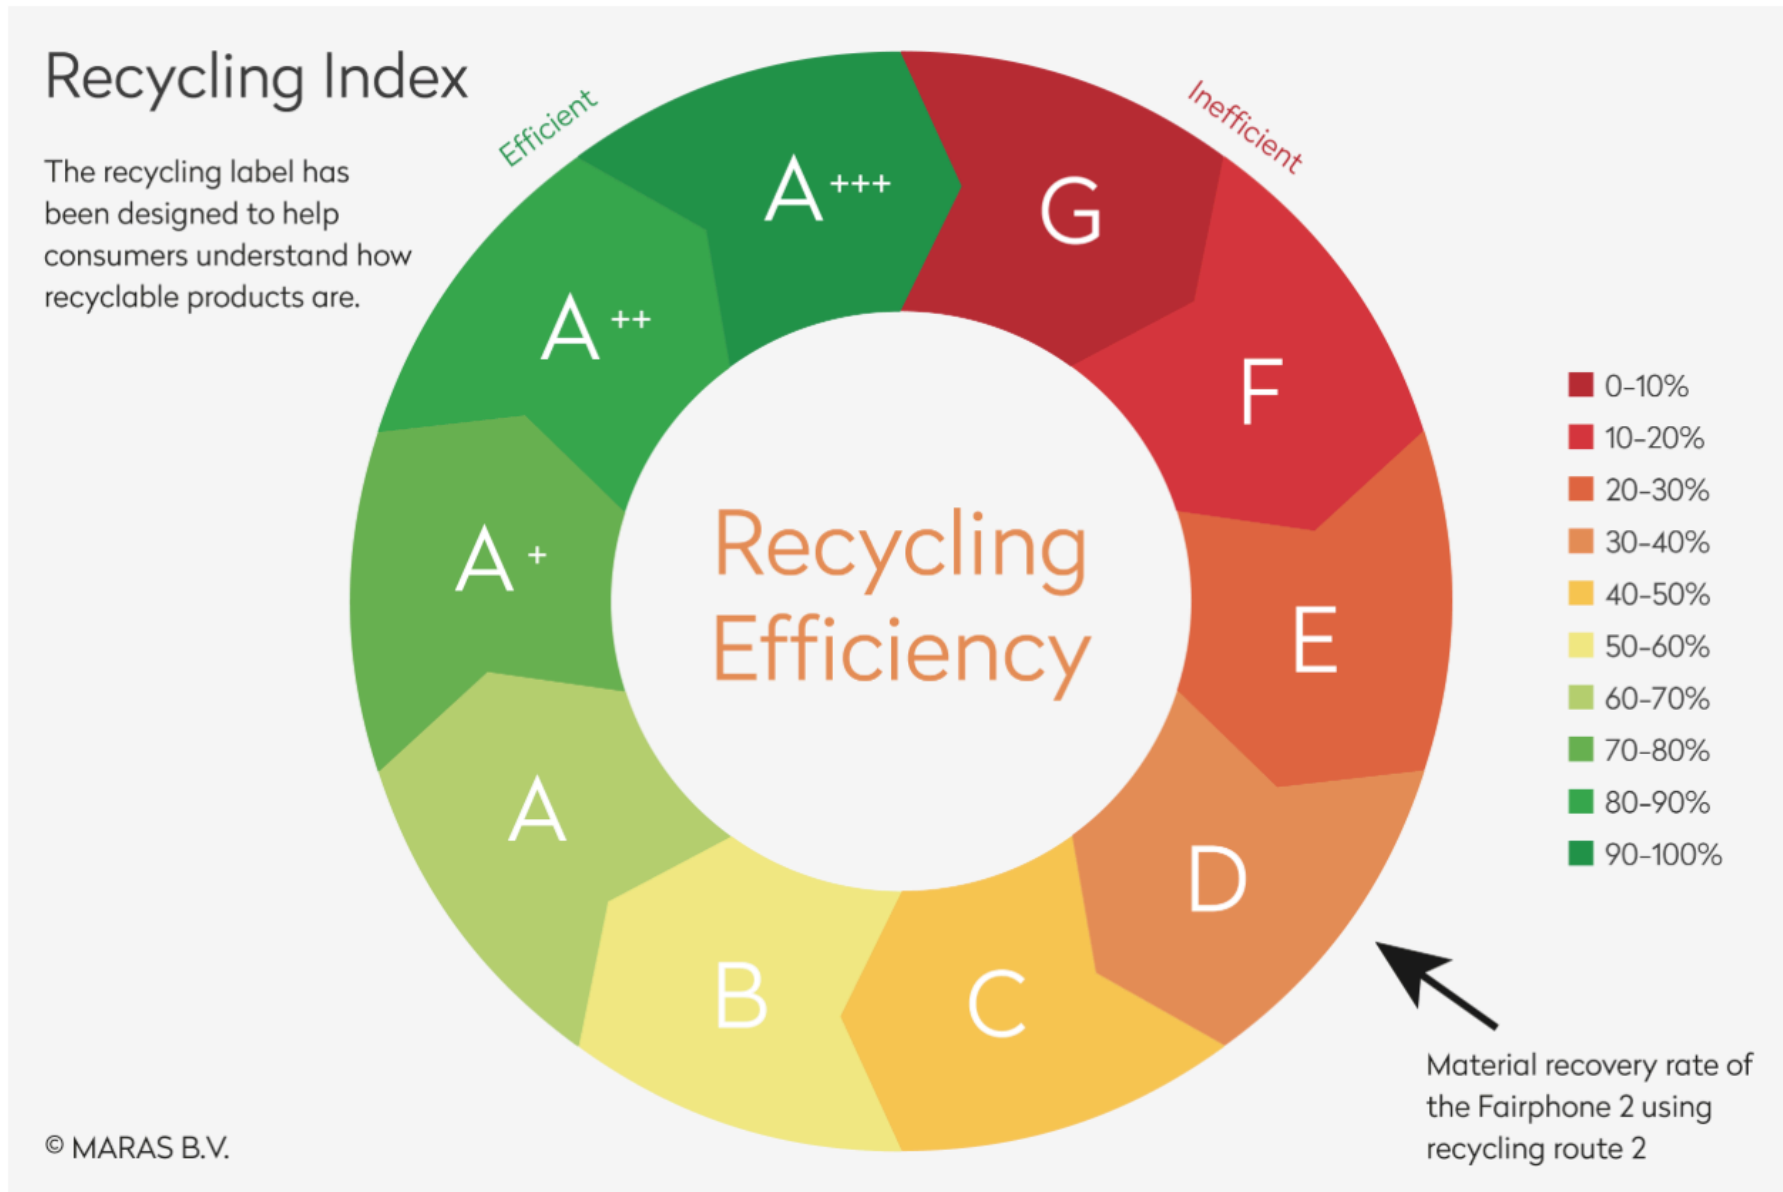 Recycling Index
The recycling label has
been designed to help
consumers understand how
recyclable products are.
Efficient
Inefficient
A+++
G
A++
F
A+
E
A
D
B
C
Recycling
Efficiency
0-10%
10-20%
20-30%
30-40%
40-50%
50-60%
60-70%
70-80%
80-90%
90-100%
Material recovery rate of
the Fairphone 2 using
recycling route 2
© MARAS B.V.